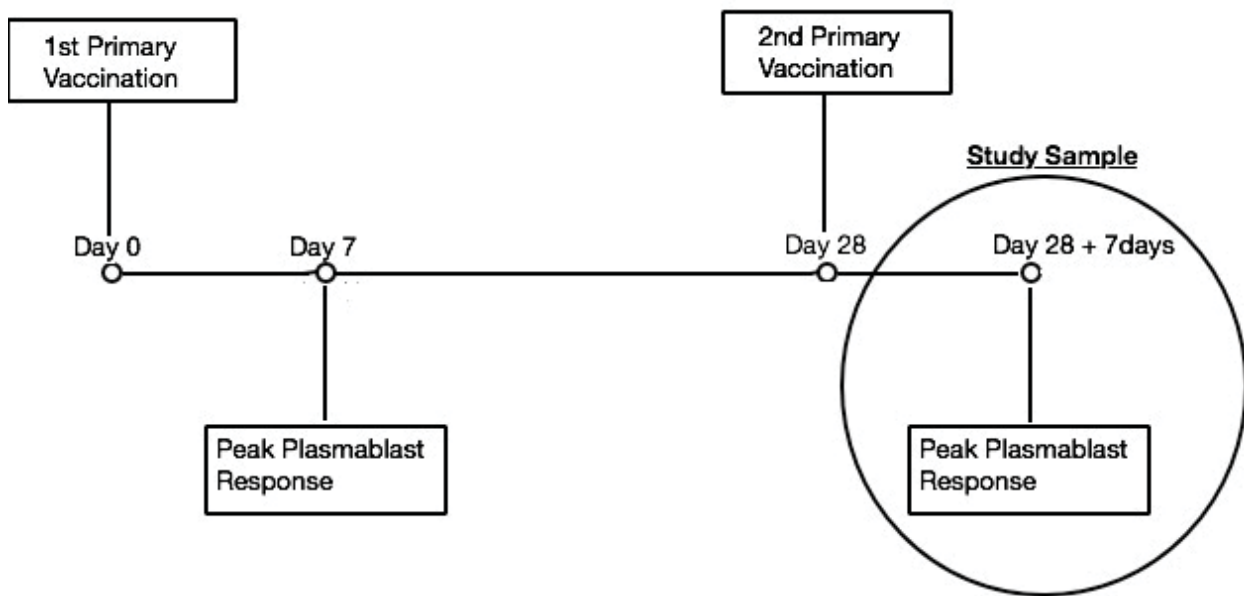 1st Primary
Vaccination
2nd Primary
Vaccination
Study Sample
Day 0
Day 7
Day 28
Day 28 + 7days
Peak Plasmablast
Response
Peak Plasmablast
Response